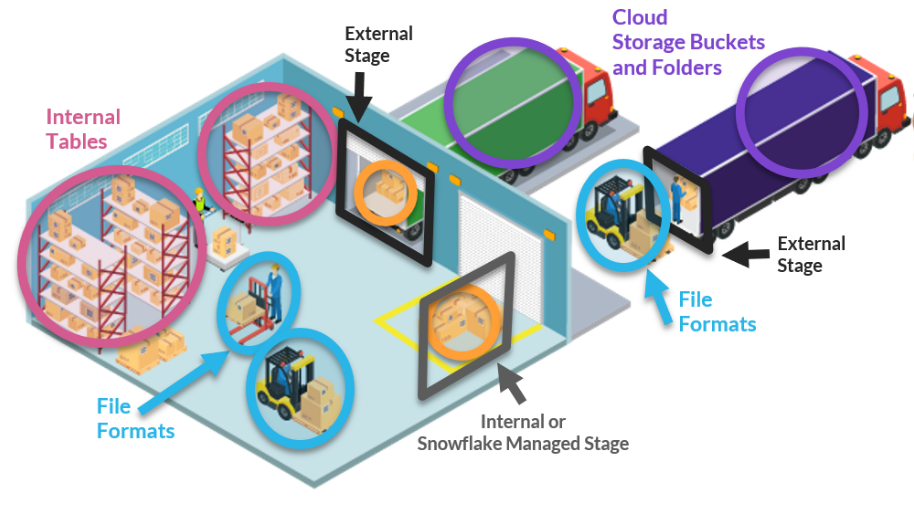 Cloud
Storage Buckets
and Folders
External
Stage
Internal
Tables
External
Stage
File
Formats
File
Formats
Internal or
Snowflake Managed Stage